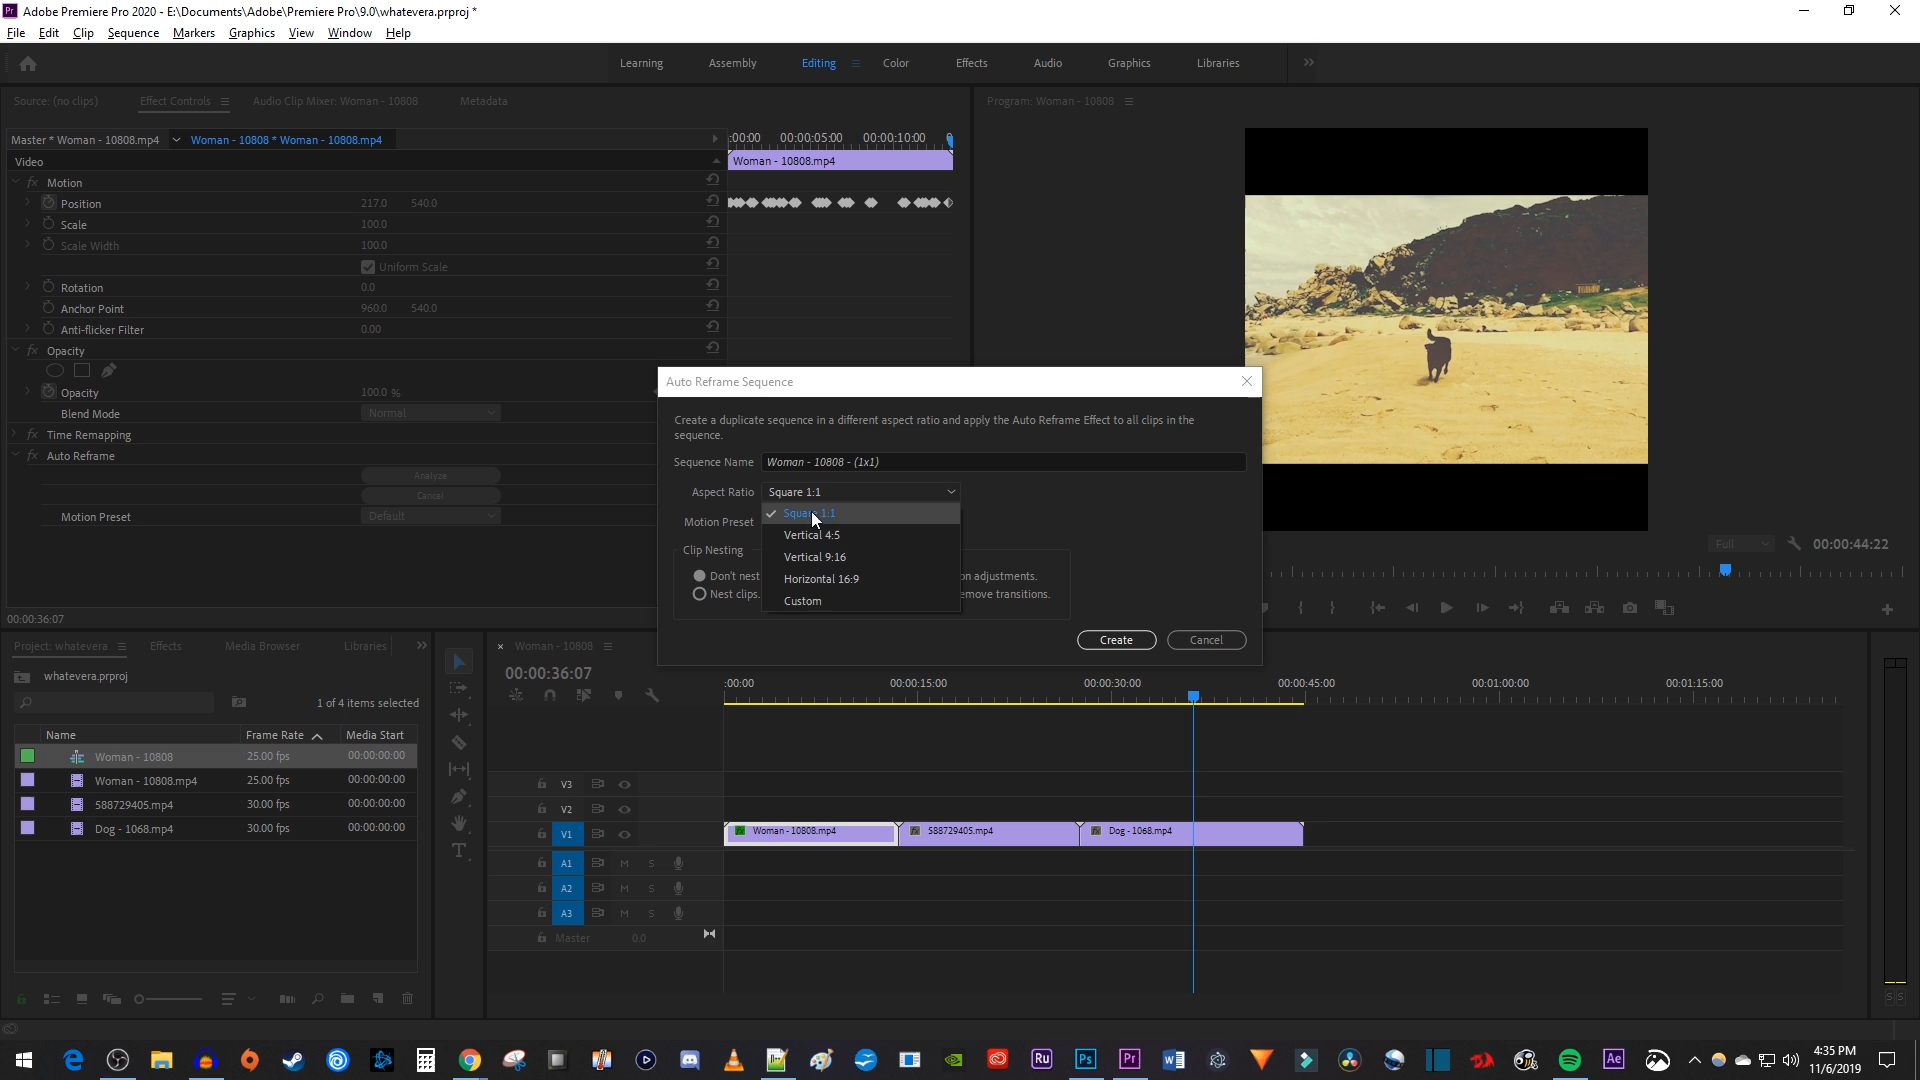 Adobe Premiere Pro 2020 - E:\Documents\Adobe\Premiere Pro\9.0\whatevera.prproj *
File Edit Clip Sequence Markers Graphics View Window Help
Learning Assembly Editing Color Effects Audio Graphics Libraries
Source: (no clips) Effect Controls Audio Clip Mixer: Woman - 10808 Metadata
Program: Woman - 10808
Master * Woman - 10808.mp4 Woman - 10808 * Woman - 10808.mp4
:00:00 00:00:05:00 00:00:10:00
Video
Woman - 10808.mp4
fx Motion
Position 217.0 540.0
Scale 100.0
Scale Width 100.0
Uniform Scale
Rotation 0.0
Anchor Point 960.0 540.0
Anti-flicker Filter 0.00
fx Opacity
Opacity 100.0 %
Blend Mode Normal
fx Time Remapping
fx Auto Reframe
Analyze
Cancel
Motion Preset Default
00:00:36:07
Auto Reframe Sequence
Create a duplicate sequence in a different aspect ratio and apply the Auto Reframe Effect to all clips in the
sequence.
Sequence Name Woman - 10808 - (1x1)
Aspect Ratio Square 1:1
Square 1:1
Motion Preset
Vertical 4:5
Clip Nesting
Vertical 9:16
Don't nest on adjustments.
Horizontal 16:9
Nest clips. emove transitions.
Custom
Create Cancel
Full 00:00:44:22
Project: whatevera Effects Media Browser Libraries
whatevera.prproj
1 of 4 items selected
Name Frame Rate Media Start
Woman - 10808 25.00 fps 00:00:00:00
Woman - 10808.mp4 25.00 fps 00:00:00:00
588729405.mp4 30.00 fps 00:00:00:00
Dog - 1068.mp4 30.00 fps 00:00:00:00
Woman - 10808
00:00:36:07
:00:00 00:00:15:00 00:00:30:00 00:00:45:00 00:01:00:00 00:01:15:00
V3
V2
V1
fx Woman - 10808.mp4 fx 588729405.mp4 fx Dog - 1068.mp4
A1 M S
A2 M S
A3 M S
Master 0.0
S S
Ru Ps Pr Ae
4:35 PM
11/6/2019